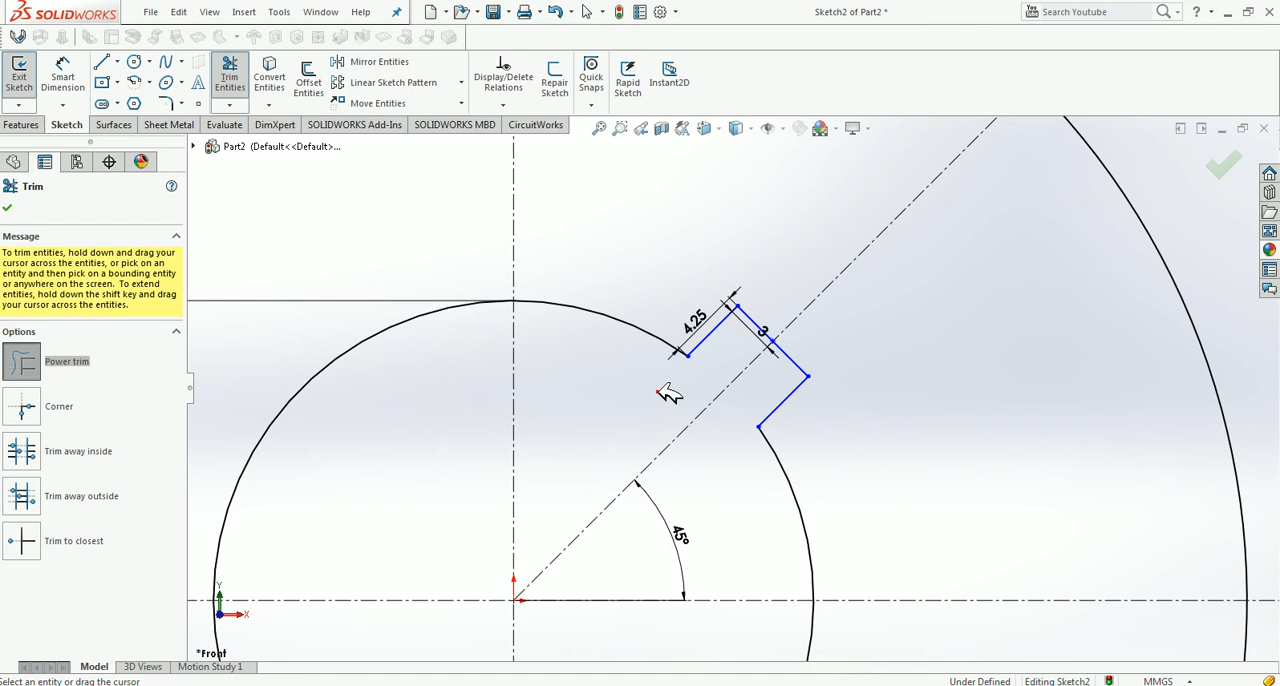 SOLIDWORKS File Edit View Insert Tools Window Help Sketch2 of Part2 * Search Youtube
Exit Sketch Smart Dimension Trim Entities Convert Entities Offset Entities Mirror Entities Linear Sketch Pattern Move Entities Display/Delete Relations Repair Sketch Quick Snaps Rapid Sketch Instant2D
Features Sketch Surfaces Sheet Metal Evaluate DimXpert SOLIDWORKS Add-Ins SOLIDWORKS MBD CircuitWorks
Part2 (Default<<Default>...
Trim
Message
To trim entities, hold down and drag your
cursor across the entities, or pick on an
entity and then pick on a bounding entity
or anywhere on the screen. To extend
entities, hold down the shift key and drag
your cursor across the entities.
Options
Power trim
Corner
Trim away inside
Trim away outside
Trim to closest
4.25
3
45°
Y
X
*Front
Model 3D Views Motion Study 1
Select an entity or drag the cursor Under Defined Editing Sketch2 MMGS